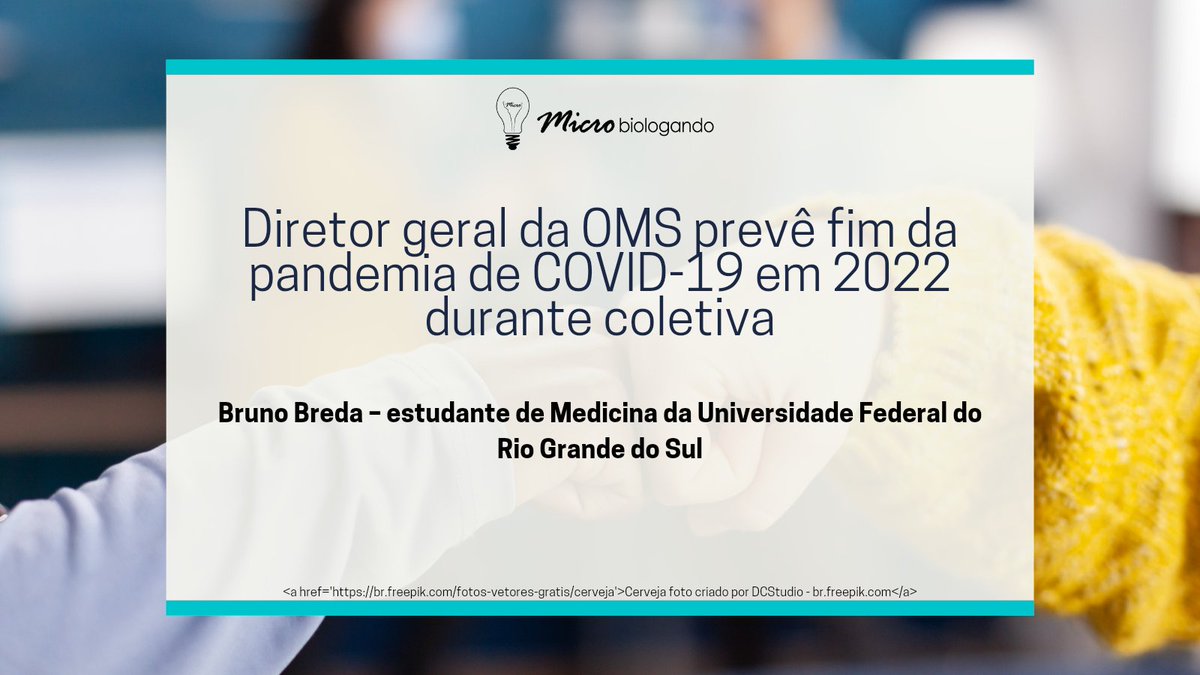 Micro
Micro biologando
Diretor geral da OMS prevê fim da
pandemia de COVID-19 em 2022
durante coletiva
Bruno Breda – estudante de Medicina da Universidade Federal do
Rio Grande do Sul
<a href='https://br.freepik.com/fotos-vetores-gratis/cerveja'>Cerveja foto criado por DCStudio - br.freepik.com</a>